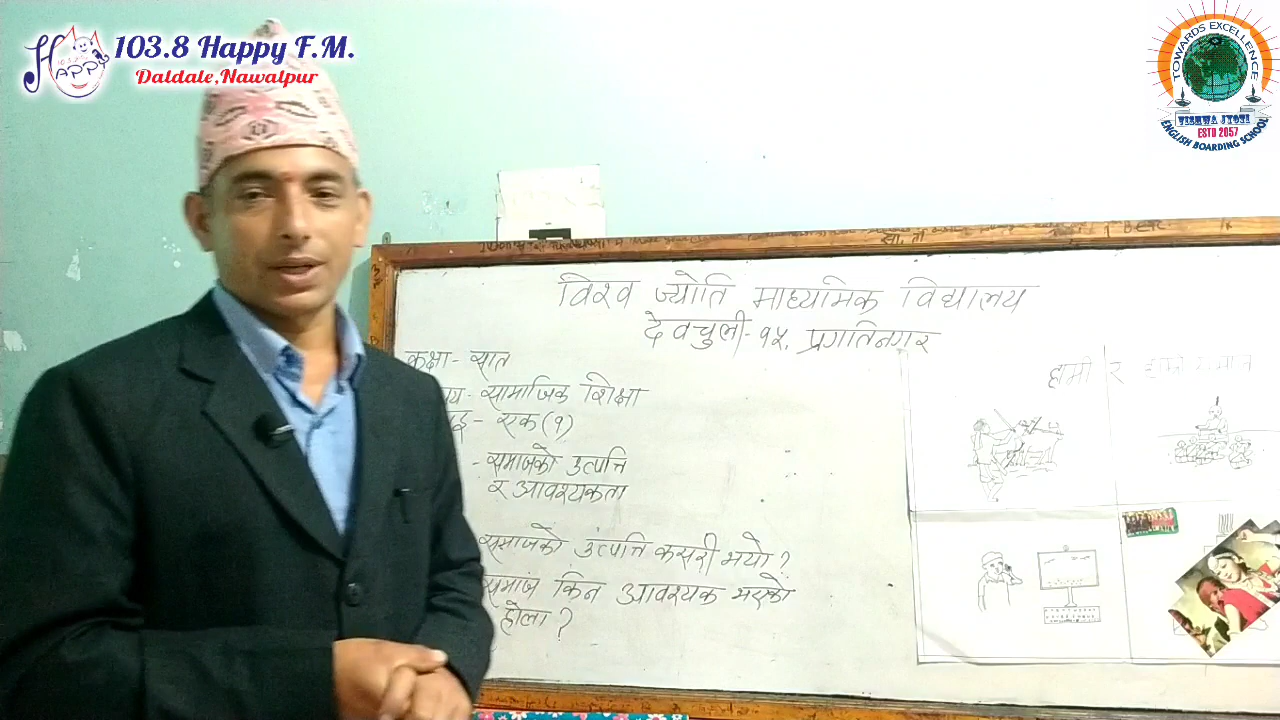 103.8 Happy F.M.
Daldale,Nawalpur
HAPPY
TOWARDS EXCELLENCE
VISHWA JYOTI
ESTD 2057
ENGLISH BOARDING SCHOOL
विश्व ज्योति माध्यमिक विद्यालय
देवचुली- १५, प्रगतिनगर
कक्षा - सात
- सामाजिक शिक्षा
- एक (१)
- समाजको उत्पत्ति
र आवश्यकता
समाजको उत्पत्ति कसरी भयो ?
समाज किन आवश्यक भएको
होला ?
हामी र हाम्रो समाज